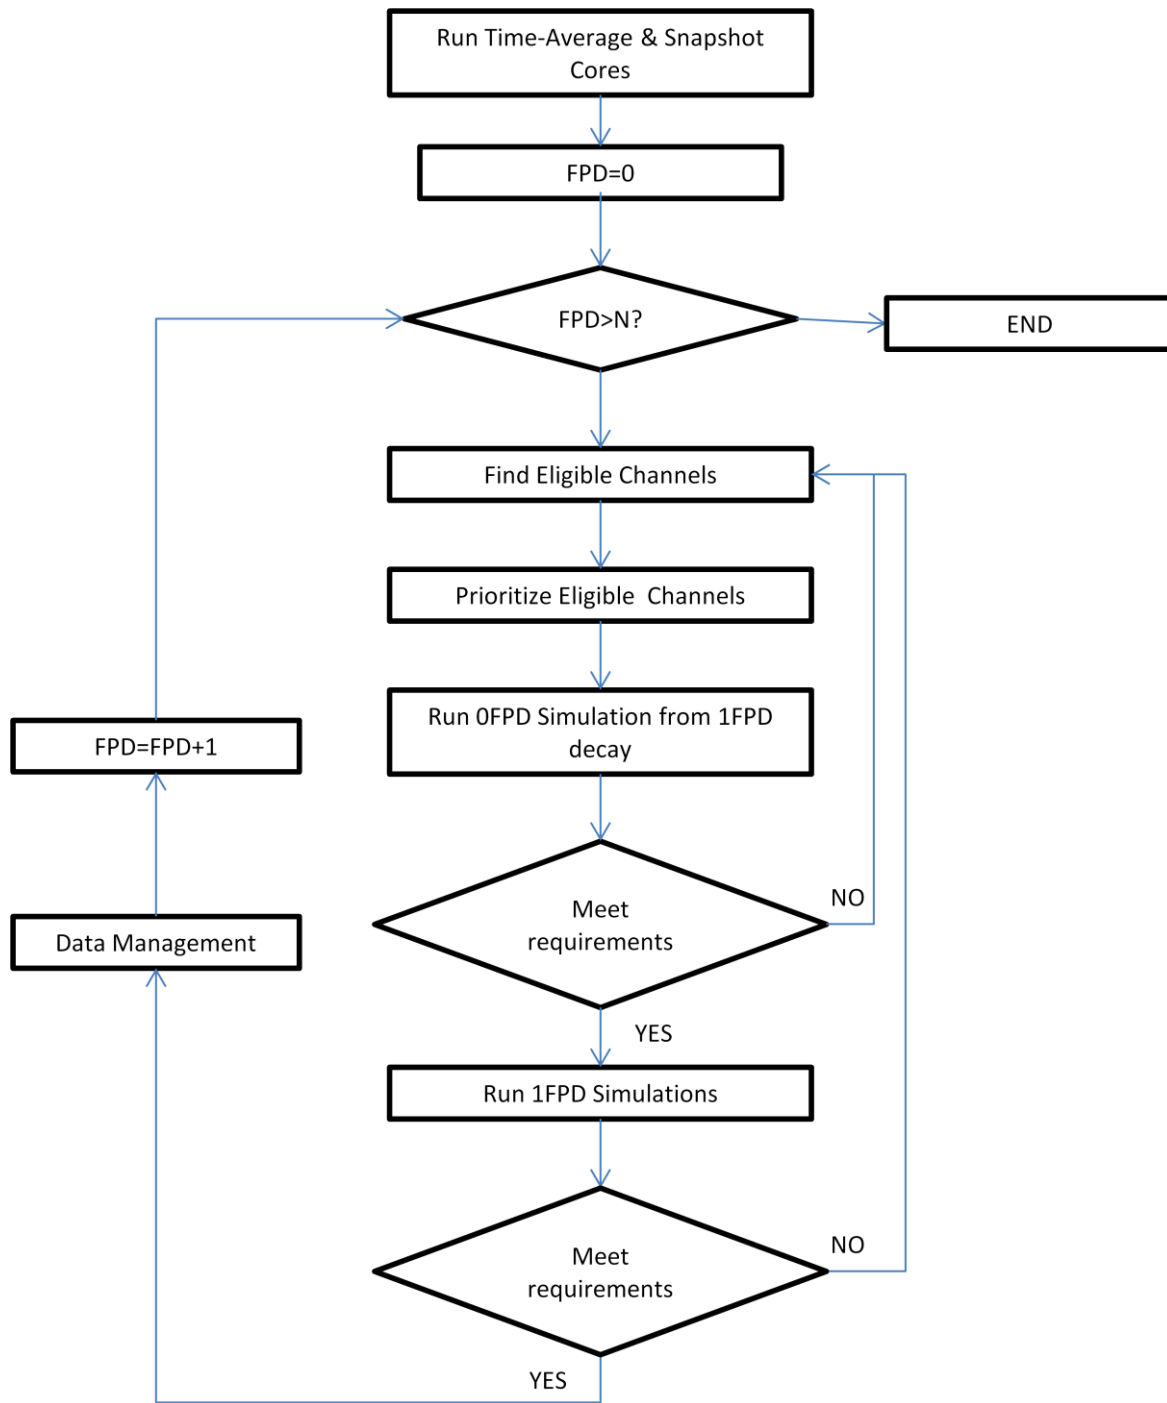 Run Time-Average & Snapshot
Cores
FPD=0
FPD>N?
END
Find Eligible Channels
Prioritize Eligible  Channels
Run 0FPD Simulation from 1FPD
decay
FPD=FPD+1
Meet
requirements
NO
Data Management
YES
Run 1FPD Simulations
Meet
requirements
NO
YES